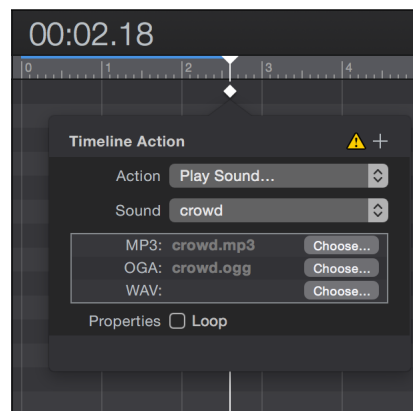 00:02.18
0 1 2 3 4
Timeline Action
Action Play Sound...
Sound crowd
MP3: crowd.mp3 Choose...
OGA: crowd.ogg Choose...
WAV: Choose...
Properties Loop